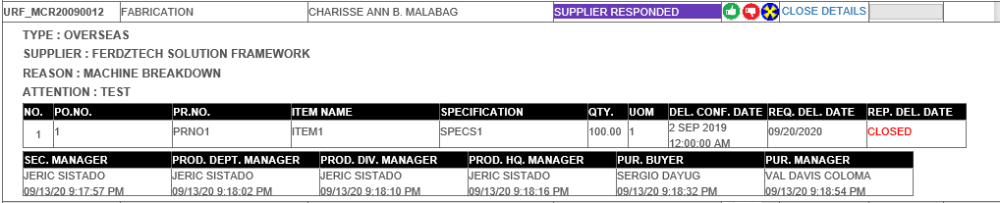 URF_MCR20090012 FABRICATION CHARISSE ANN B. MALABAG SUPPLIER RESPONDED CLOSE DETAILS
TYPE : OVERSEAS
SUPPLIER : FERDZTECH SOLUTION FRAMEWORK
REASON : MACHINE BREAKDOWN
ATTENTION : TEST
NO. PO.NO. PR.NO. ITEM NAME SPECIFICATION QTY. UOM DEL. CONF. DATE REQ. DEL. DATE REP. DEL. DATE
1 1 PRNO1 ITEM1 SPECS1 100.00 1 2 SEP 2019 12:00:00 AM 09/20/2020 CLOSED
SEC. MANAGER PROD. DEPT. MANAGER PROD. DIV. MANAGER PROD. HQ. MANAGER PUR. BUYER PUR. MANAGER
JERIC SISTADO JERIC SISTADO JERIC SISTADO JERIC SISTADO SERGIO DAYUG VAL DAVIS COLOMA
09/13/20 9:17:57 PM 09/13/20 9:18:02 PM 09/13/20 9:18:10 PM 09/13/20 9:18:16 PM 09/13/20 9:18:32 PM 09/13/20 9:18:54 PM